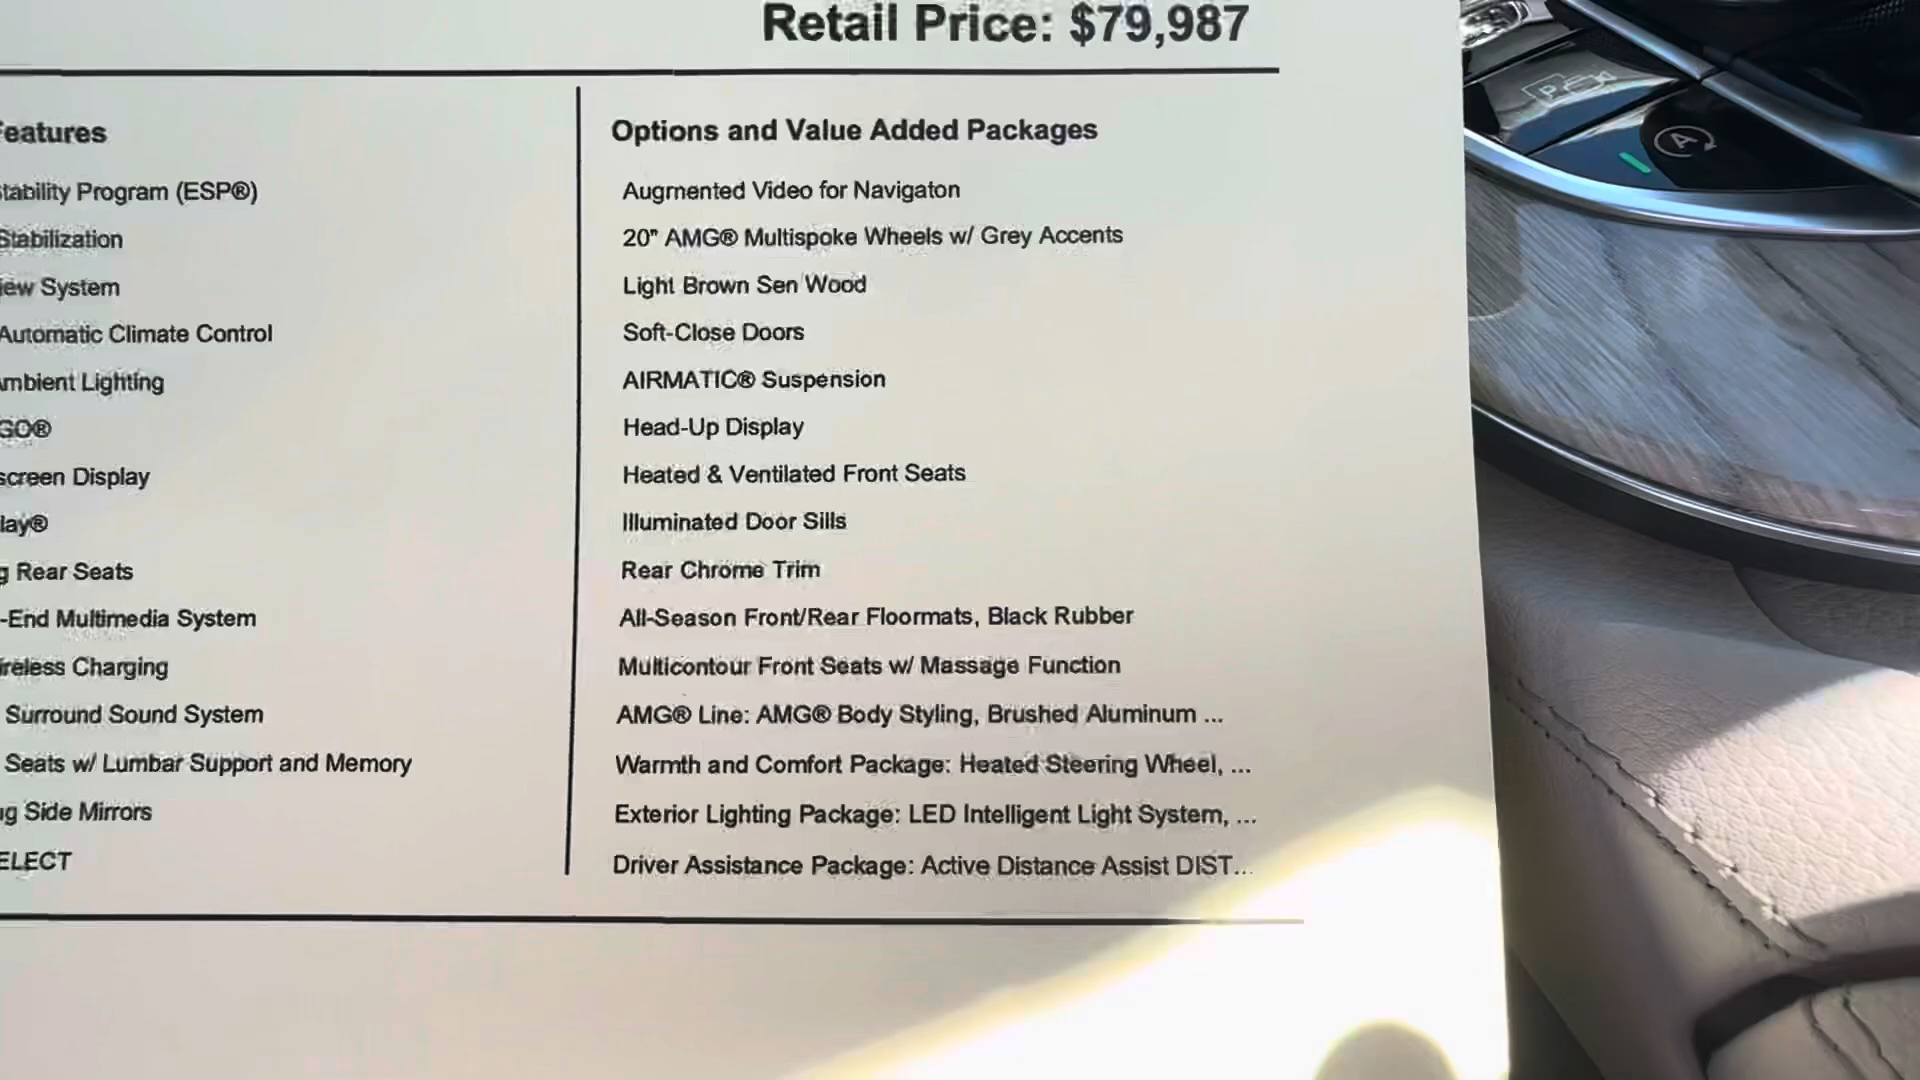 Retail Price: $79,987
Features
Stability Program (ESP®)
Stabilization
iew System
Automatic Climate Control
Ambient Lighting
GO®
screen Display
lay®
g Rear Seats
-End Multimedia System
ireless Charging
Surround Sound System
Seats w/ Lumbar Support and Memory
ng Side Mirrors
ELECT
Options and Value Added Packages
Augmented Video for Navigaton
20" AMG® Multispoke Wheels w/ Grey Accents
Light Brown Sen Wood
Soft-Close Doors
AIRMATIC® Suspension
Head-Up Display
Heated & Ventilated Front Seats
Illuminated Door Sills
Rear Chrome Trim
All-Season Front/Rear Floormats, Black Rubber
Multicontour Front Seats w/ Massage Function
AMG® Line: AMG® Body Styling, Brushed Aluminum ...
Warmth and Comfort Package: Heated Steering Wheel, ...
Exterior Lighting Package: LED Intelligent Light System, ...
Driver Assistance Package: Active Distance Assist DIST...
P
A